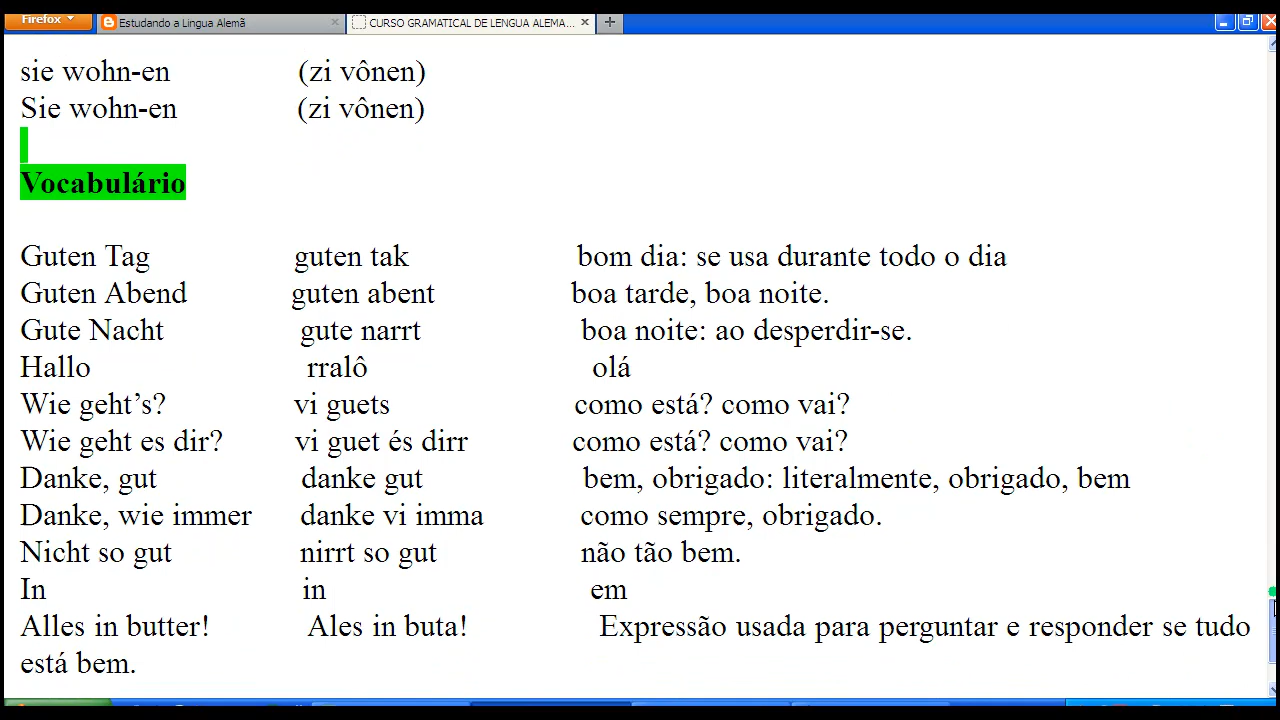 Firefox
Estudando a Lingua Alemã
CURSO GRAMATICAL DE LENGUA ALEMA...
sie wohn-en (zi vônen)
Sie wohn-en (zi vônen)
Vocabulário
Guten Tag guten tak bom dia: se usa durante todo o dia
Guten Abend guten abent boa tarde, boa noite.
Gute Nacht gute narrt boa noite: ao desperdir-se.
Hallo rralô olá
Wie geht’s? vi guets como está? como vai?
Wie geht es dir? vi guet és dirr como está? como vai?
Danke, gut danke gut bem, obrigado: literalmente, obrigado, bem
Danke, wie immer danke vi imma como sempre, obrigado.
Nicht so gut nirrt so gut não tão bem.
In in em
Alles in butter! Ales in buta! Expressão usada para perguntar e responder se tudo
está bem.